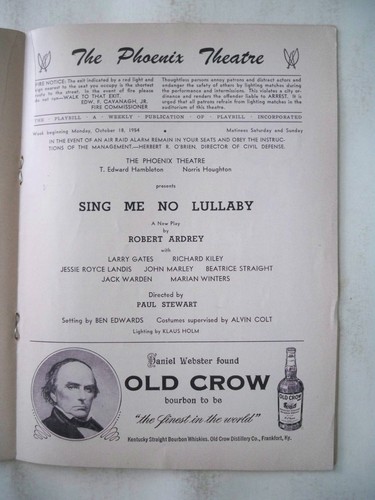 The Phoenix Theatre
FIRE NOTICE: The exit indicated by a red light and
sign nearest to the seat you occupy is the shortest
route to the street. In the event of fire please
do not run—WALK TO THAT EXIT.
EDW. F. CAVANAGH, JR.
FIRE COMMISSIONER
Thoughtless persons annoy patrons and distract actors and
endanger the safety of others by lighting matches during
the performance and intermissions. This violates a city or-
dinance and renders the offender liable to ARREST. It is
urged that all patrons refrain from lighting matches in the
auditorium of this theatre.
THE · PLAYBILL · A · WEEKLY · PUBLICATION · OF · PLAYBILL · INCORPORATED
Week beginning Monday, October 18, 1954 • Matinees Saturday and Sunday
IN THE EVENT OF AN AIR RAID ALARM REMAIN IN YOUR SEATS AND OBEY THE INSTRUC-
TIONS OF THE MANAGEMENT.—HERBERT R. O'BRIEN, DIRECTOR OF CIVIL DEFENSE.
THE PHOENIX THEATRE
T. Edward Hambleton Norris Houghton
presents
SING ME NO LULLABY
A New Play
by
ROBERT ARDREY
with
LARRY GATES RICHARD KILEY
JESSIE ROYCE LANDIS JOHN MARLEY BEATRICE STRAIGHT
JACK WARDEN MARIAN WINTERS
Directed by
PAUL STEWART
Setting by BEN EDWARDS Costumes supervised by ALVIN COLT
Lighting by KLAUS HOLM
Daniel Webster found
OLD CROW
bourbon to be
"the finest in the world"
Kentucky Straight Bourbon Whiskies. Old Crow Distillery Co., Frankfort, Ky.
OLD CROW